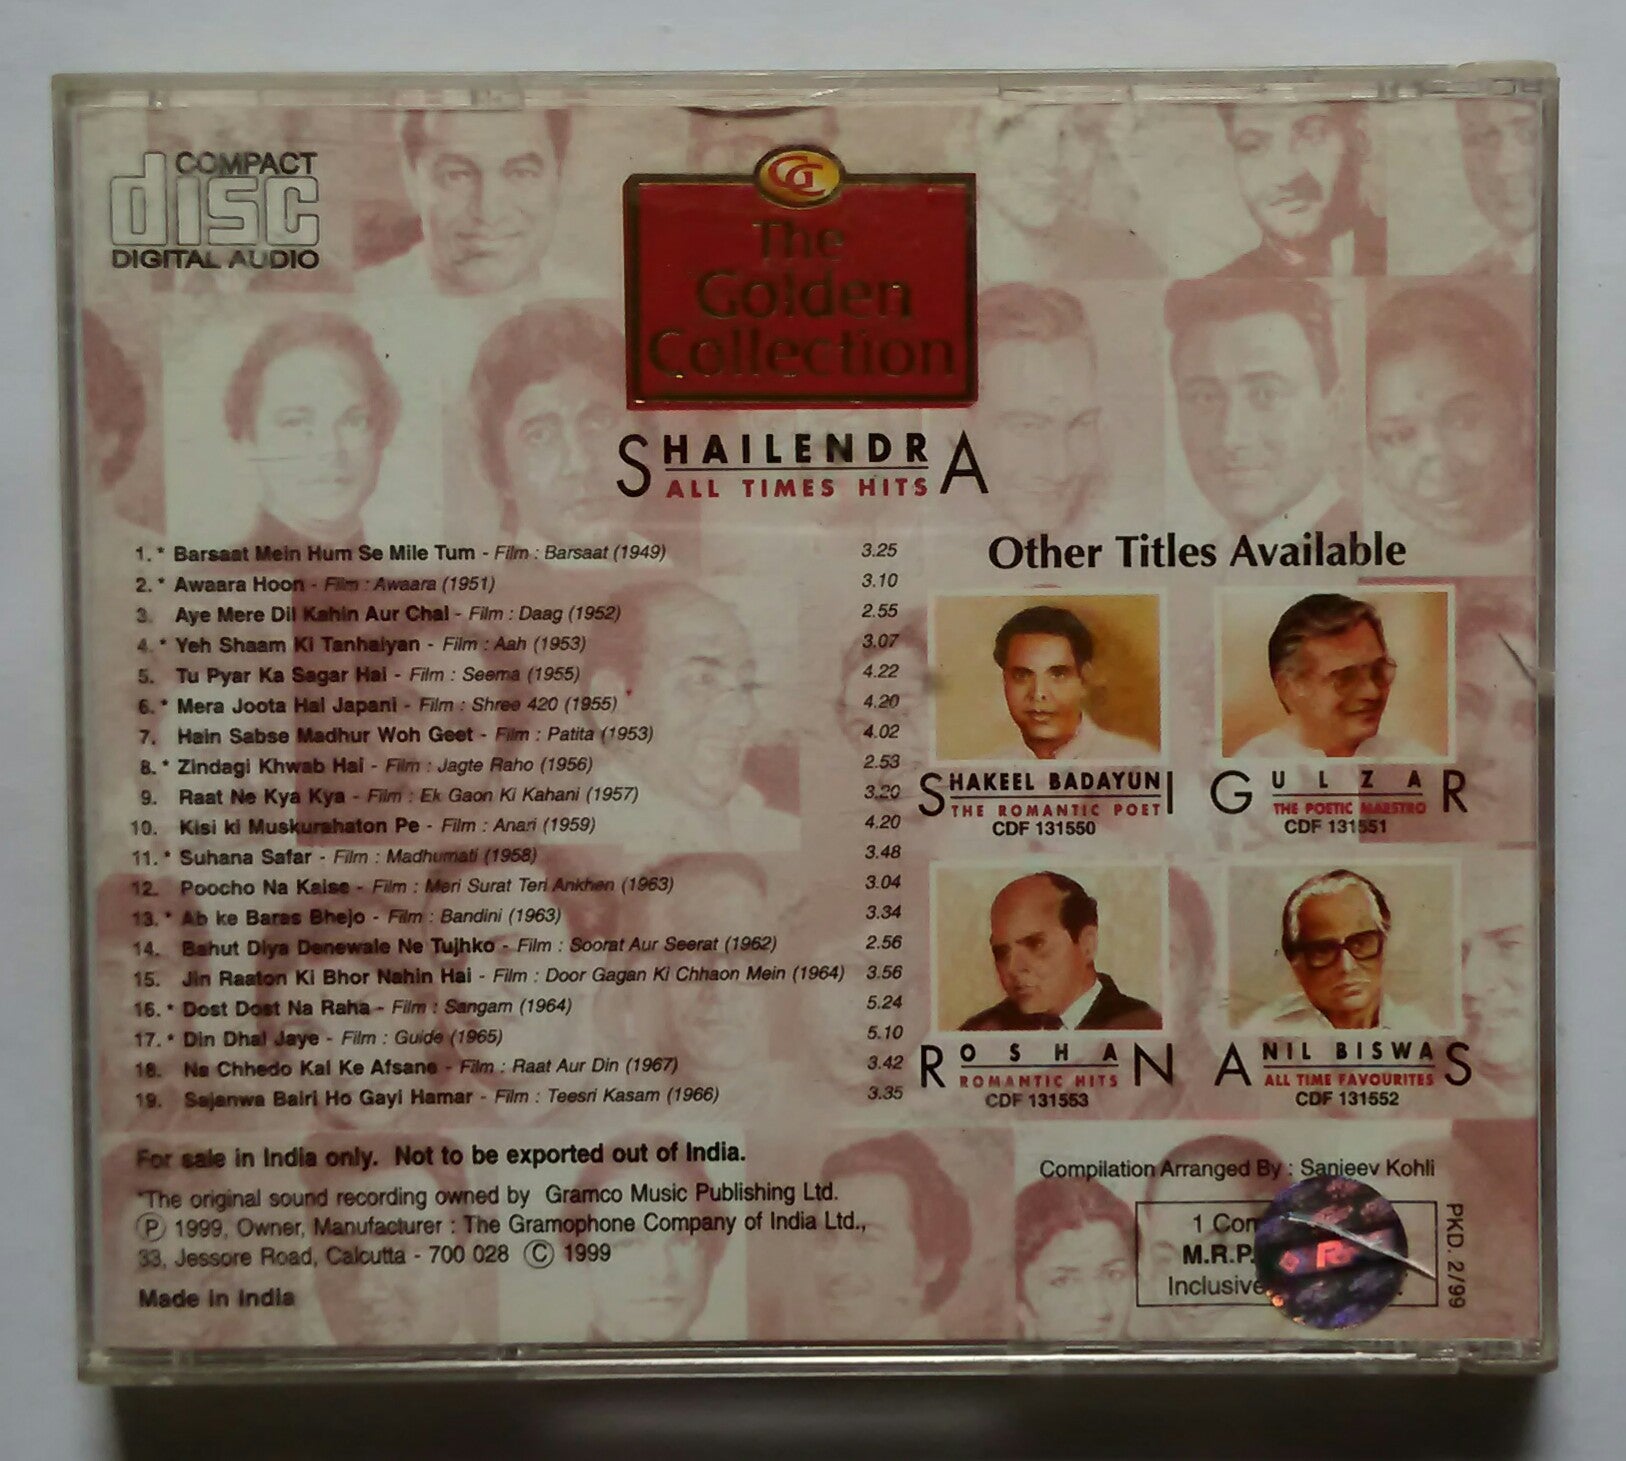 COMPACT
disc
DIGITAL AUDIO
GC
The
Golden
Collection
SHAILENDRA
ALL TIMES HITS
1. * Barsaat Mein Hum Se Mile Tum - Film : Barsaat (1949) 3.25
2. * Awaara Hoon - Film : Awaara (1951) 3.10
3. Aye Mere Dil Kahin Aur Chal - Film : Daag (1952) 2.55
4. * Yeh Shaam Ki Tanhaiyan - Film : Aah (1953) 3.07
5. Tu Pyar Ka Sagar Hai - Film : Seema (1955) 4.22
6. * Mera Joota Hai Japani - Film : Shree 420 (1955) 4.20
7. Hain Sabse Madhur Woh Geet - Film : Patita (1953) 4.02
8. * Zindagi Khwab Hai - Film : Jagte Raho (1956) 2.53
9. Raat Ne Kya Kya - Film : Ek Gaon Ki Kahani (1957) 3.20
10. Kisi ki Muskurahaton Pe - Film : Anari (1959) 4.20
11. * Suhana Safar - Film : Madhumati (1958) 3.48
12. Poocho Na Kaise - Film : Meri Surat Teri Ankhen (1963) 3.04
13. * Ab ke Baras Bhejo - Film : Bandini (1963) 3.34
14. Bahut Diya Denewale Ne Tujhko - Film : Soorat Aur Seerat (1962) 2.56
15. Jin Raaton Ki Bhor Nahin Hai - Film : Door Gagan Ki Chhaon Mein (1964) 3.56
16. * Dost Dost Na Raha - Film : Sangam (1964) 5.24
17. * Din Dhal Jaye - Film : Guide (1965) 5.10
18. Na Chhedo Kal Ke Afsane - Film : Raat Aur Din (1967) 3.42
19. Sajanwa Bairi Ho Gayi Hamar - Film : Teesri Kasam (1966) 3.35
Other Titles Available
SHAKEEL BADAYUNI
THE ROMANTIC POET
CDF 131550
GULZAR
THE POETIC MAESTRO
CDF 131551
ROSHAN
ROMANTIC HITS
CDF 131553
ANIL BISWAS
ALL TIME FAVOURITES
CDF 131552
For sale in India only. Not to be exported out of India.
*The original sound recording owned by Gramco Music Publishing Ltd.
Ⓟ 1999, Owner, Manufacturer : The Gramophone Company of India Ltd.,
33, Jessore Road, Calcutta - 700 028 © 1999
Made in India
Compilation Arranged By : Sanjeev Kohli
1 Com
M.R.P.
Inclusive
PKD. 2/99